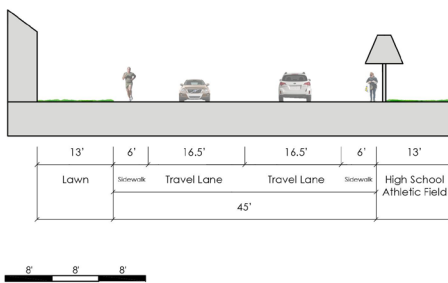 13' 6' 16.5' 16.5' 6' 13'
Lawn Sidewalk Travel Lane Travel Lane Sidewalk High School
Athletic Field
45'
8' 8' 8'